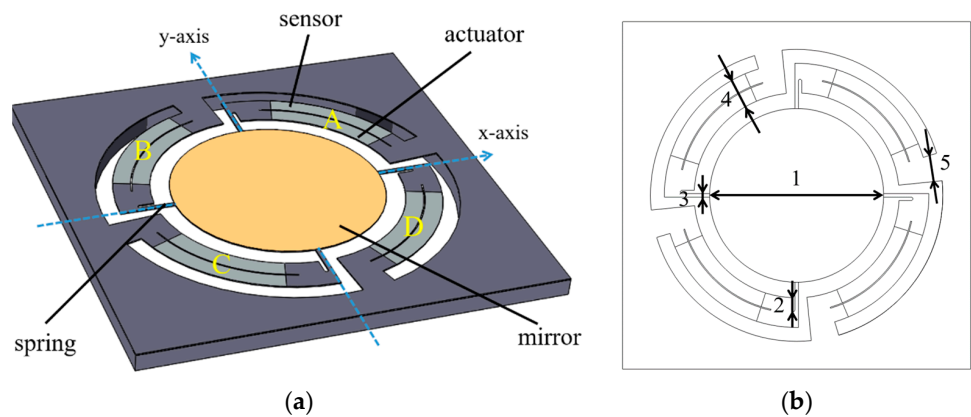 sensor
y-axis
actuator
A
x-axis
B
D
C
spring
mirror
(a)
4
5
1
3
2
(b)